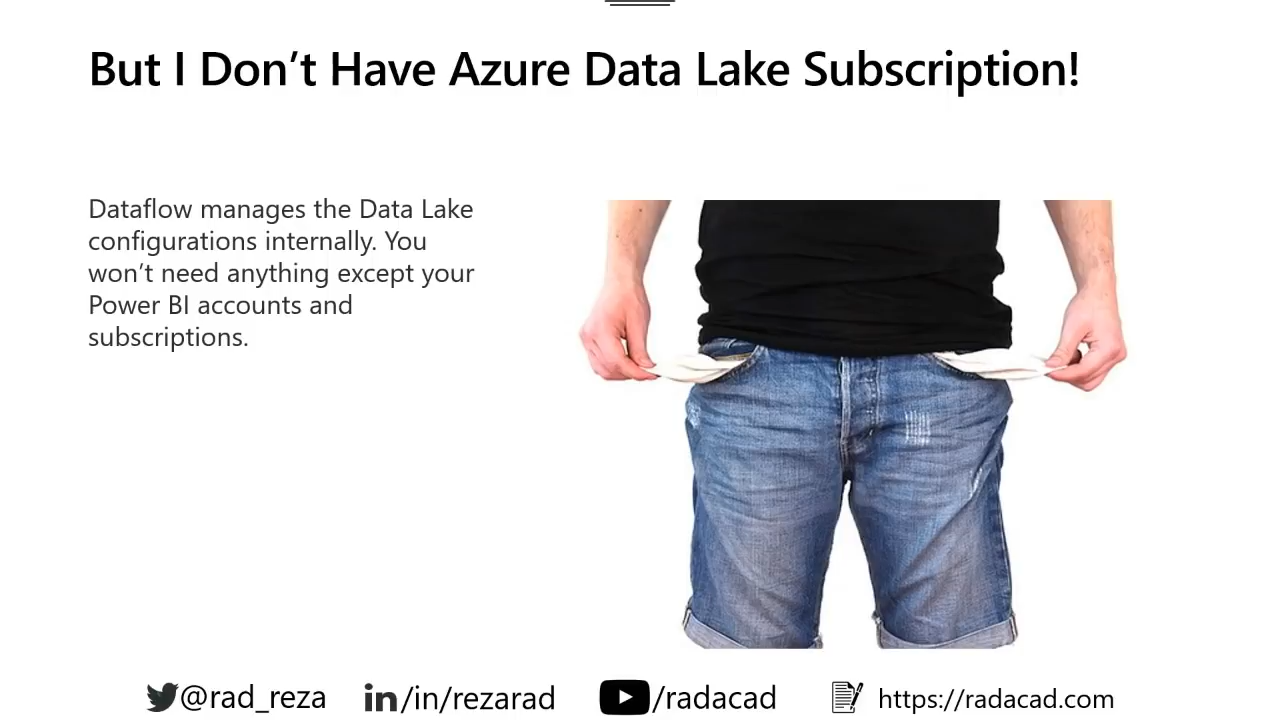 But I Don’t Have Azure Data Lake Subscription!
Dataflow manages the Data Lake
configurations internally. You
won’t need anything except your
Power BI accounts and
subscriptions.
@rad_reza in/in/rezarad /radacad https://radacad.com